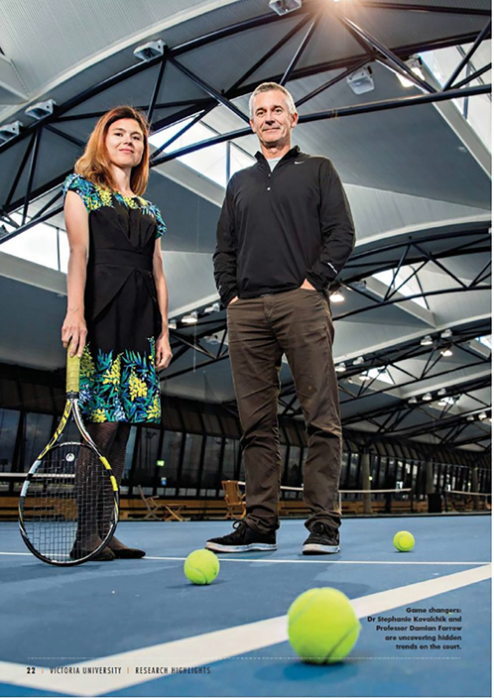 Game changers:
Dr Stephanie Kovalchik and
Professor Damian Farrow
are uncovering hidden
trends on the court.
22 | VICTORIA UNIVERSITY | RESEARCH HIGHLIGHTS